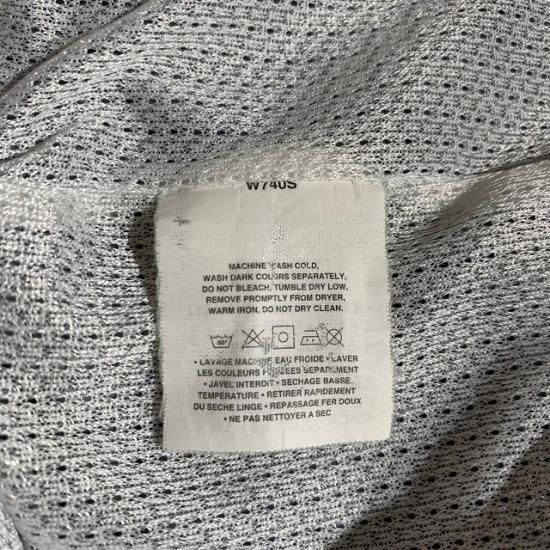 W740S
MACHINE WASH COLD,
WASH DARK COLORS SEPARATELY,
DO NOT BLEACH, TUMBLE DRY LOW,
REMOVE PROMPTLY FROM DRYER,
WARM IRON, DO NOT DRY CLEAN.
• LAVAGE MACHINE EAU FROIDE • LAVER
LES COULEURS FONCEES SEPAREMENT
• JAVEL INTERDIT • SECHAGE BASSE
TEMPERATURE • RETIRER RAPIDEMENT
DU SECHE LINGE • REPASSAGE FER DOUX
• NE PAS NETTOYER A SEC